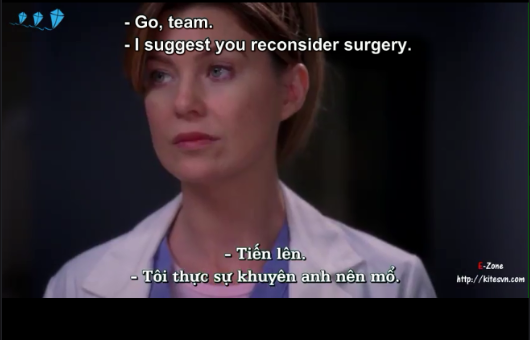 - Go, team.
- I suggest you reconsider surgery.
- Tiến lên.
- Tôi thực sự khuyên anh nên mổ.
E-Zone
http://kitesvn.com